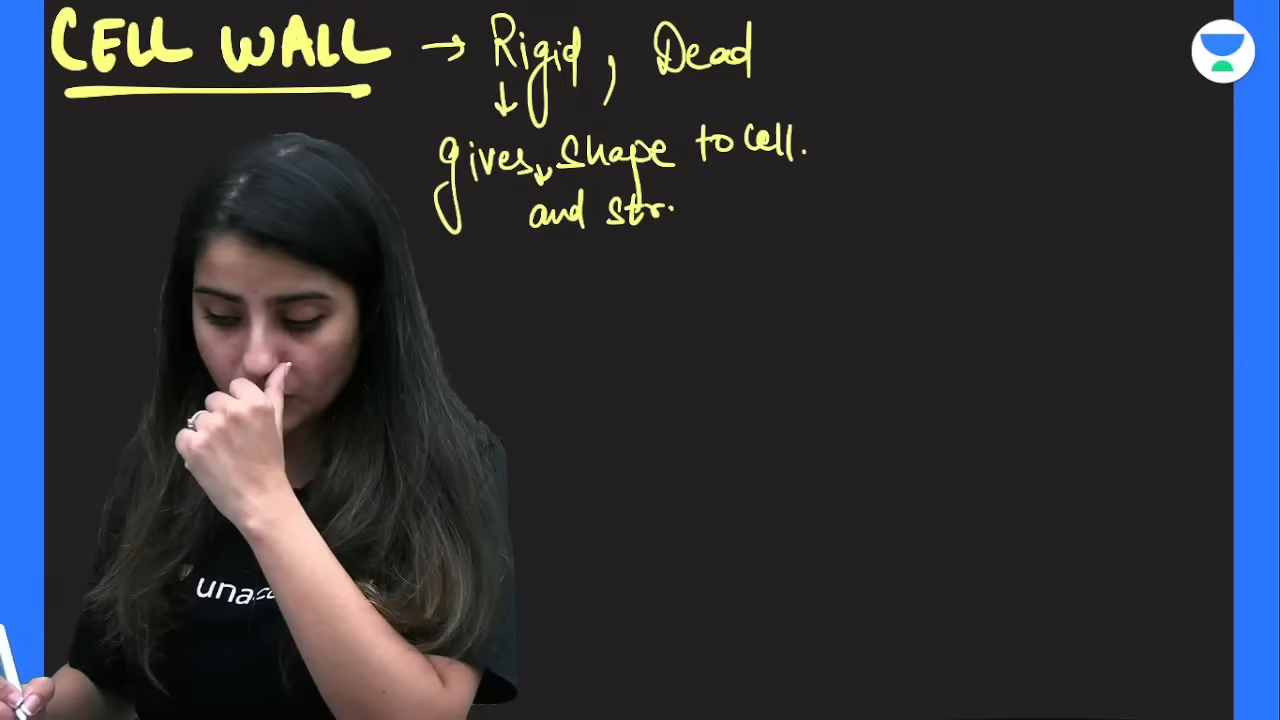 CELL WALL → Rigid, Dead
↓
gives shape to cell.
↓
and str.
una